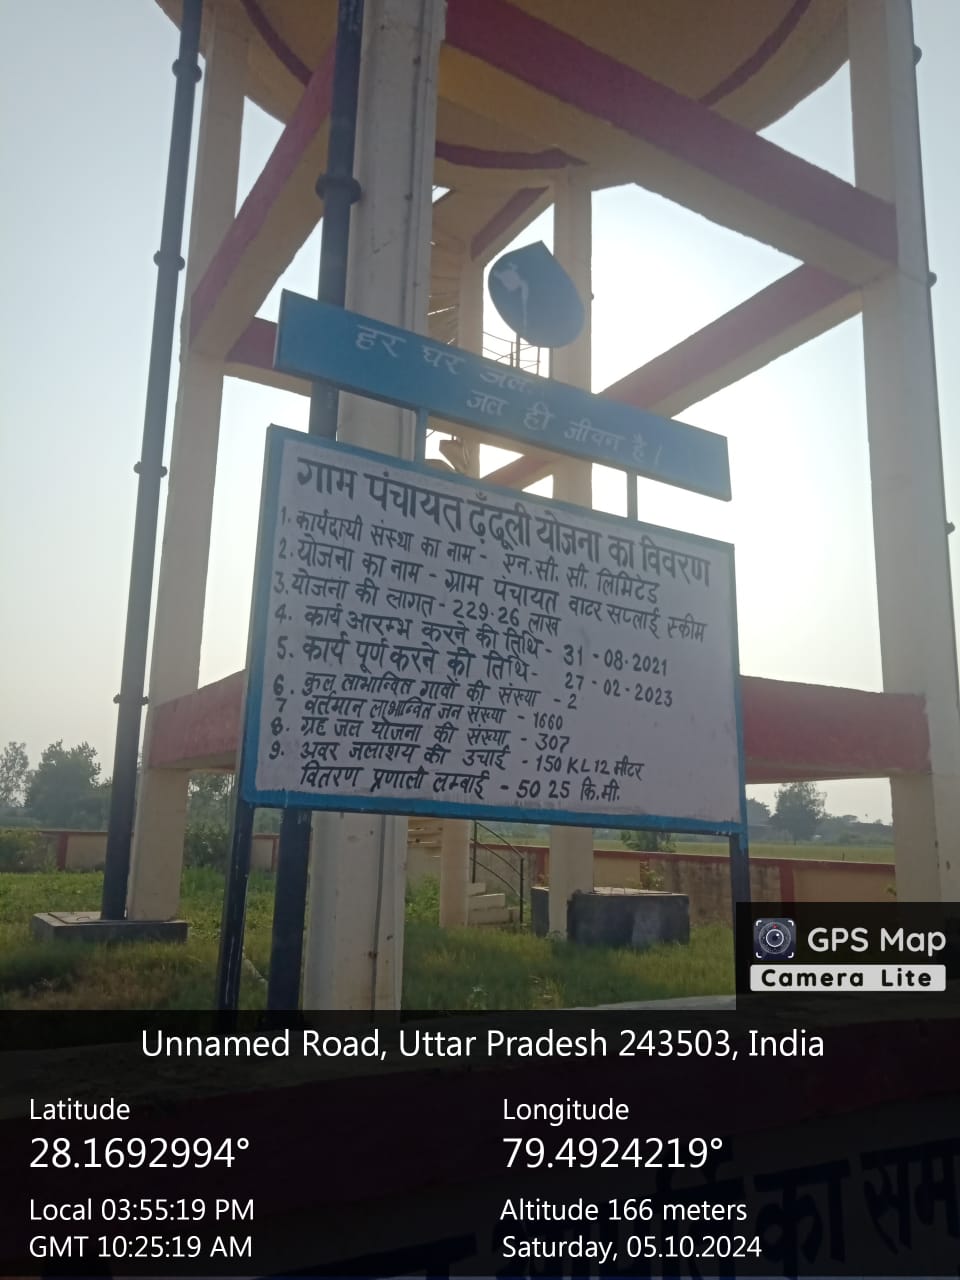 हर घर जल.
जल ही जीवन है।
गाम पंचायत ढ़ँदूली योजना का विवरण
1. कार्यदायी संस्था का नाम - एन.सी. सी. लिमिटेड
2. योजना का नाम - ग्राम पंचायत वाटर सप्लाई स्कीम
3. योजना की लागत - 229.26 लाख
4. कार्य आरम्भ करने की तिथि - 31-08-2021
5. कार्य पूर्ण करने की तिथि - 27-02-2023
6. कुल लाभान्वित गावों की संख्या - 2
7 वर्तमान लाभान्वित जन संख्या - 1660
8. ग्रह जल योजना की संख्या - 307
9. अवर जलाशय की उचाई - 150 KL 12 मीटर
वितरण प्रणाली लम्बाई - 50 25 कि.मी.
GPS Map
Camera Lite
Unnamed Road, Uttar Pradesh 243503, India
Latitude
28.1692994°
Longitude
79.4924219°
Local 03:55:19 PM
GMT 10:25:19 AM
Altitude 166 meters
Saturday, 05.10.2024